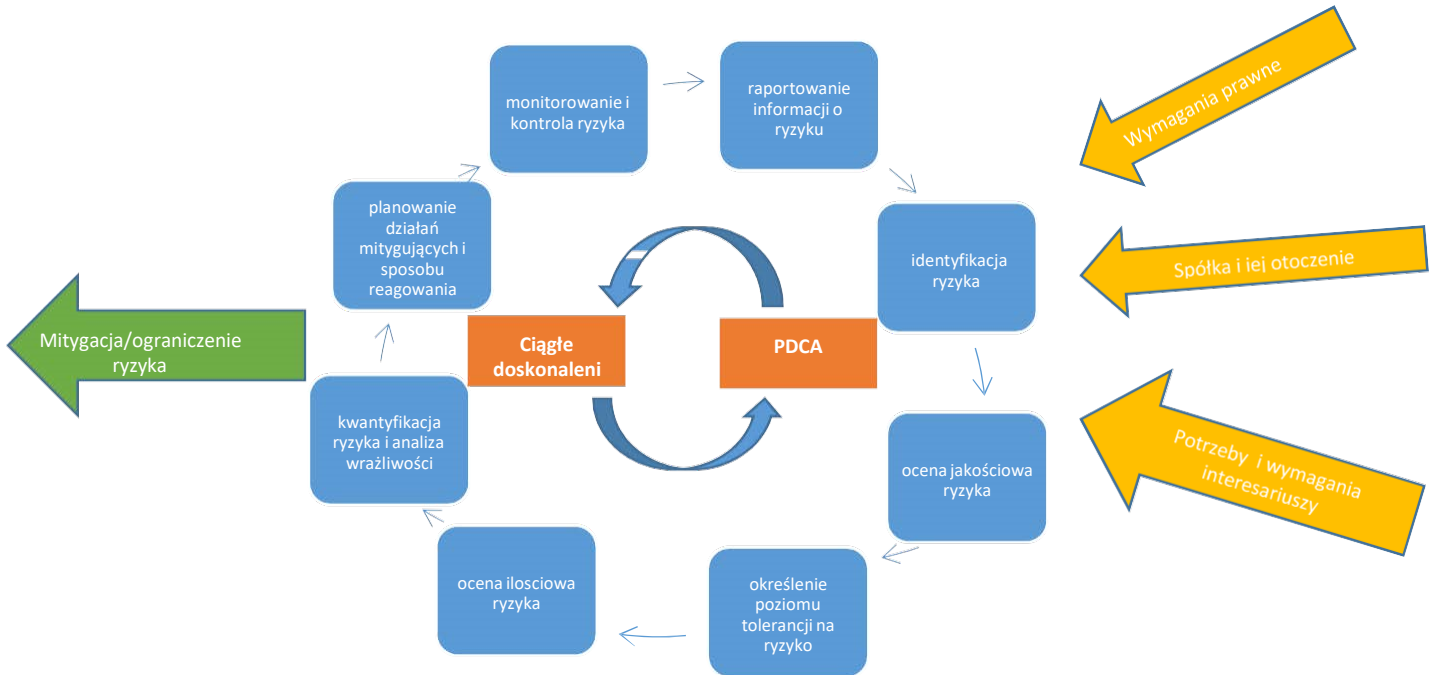 monitorowanie i
kontrola ryzyka
raportowanie
informacji o
ryzyku
Wymagania prawne
planowanie
działań
mitygujących i
sposobu
reagowania
identyfikacja
ryzyka
Spółka i iej otoczenie
Mitygacja/ograniczenie
ryzyka
Ciągłe
doskonaleni
PDCA
kwantyfikacja
ryzyka i analiza
wrażliwości
ocena jakościowa
ryzyka
Potrzeby i wymagania
interesariuszy
ocena ilosciowa
ryzyka
określenie
poziomu
tolerancji na
ryzyko